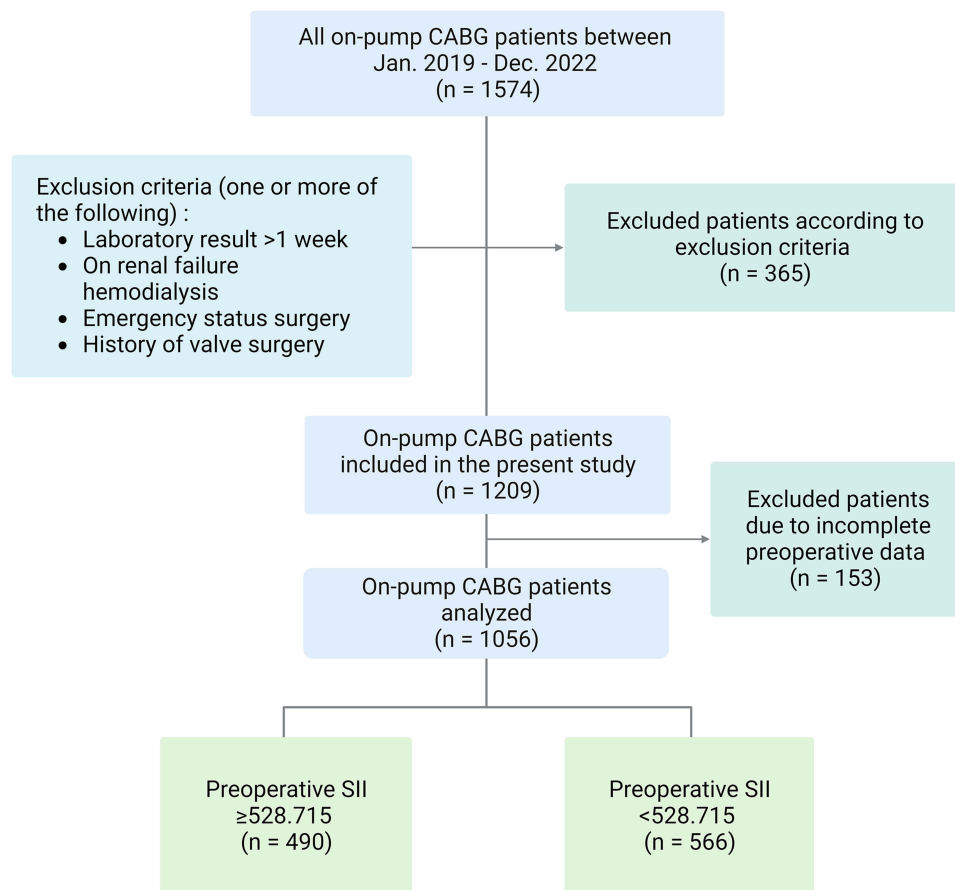 All on-pump CABG patients between
Jan. 2019 - Dec. 2022
(n = 1574)
Exclusion criteria (one or more of
the following) :
• Laboratory result >1 week
• On renal failure
hemodialysis
• Emergency status surgery
• History of valve surgery
Excluded patients according to
exclusion criteria
(n = 365)
On-pump CABG patients
included in the present study
(n = 1209)
Excluded patients
due to incomplete
preoperative data
(n = 153)
On-pump CABG patients
analyzed
(n = 1056)
Preoperative SII
≥528.715
(n = 490)
Preoperative SII
<528.715
(n = 566)